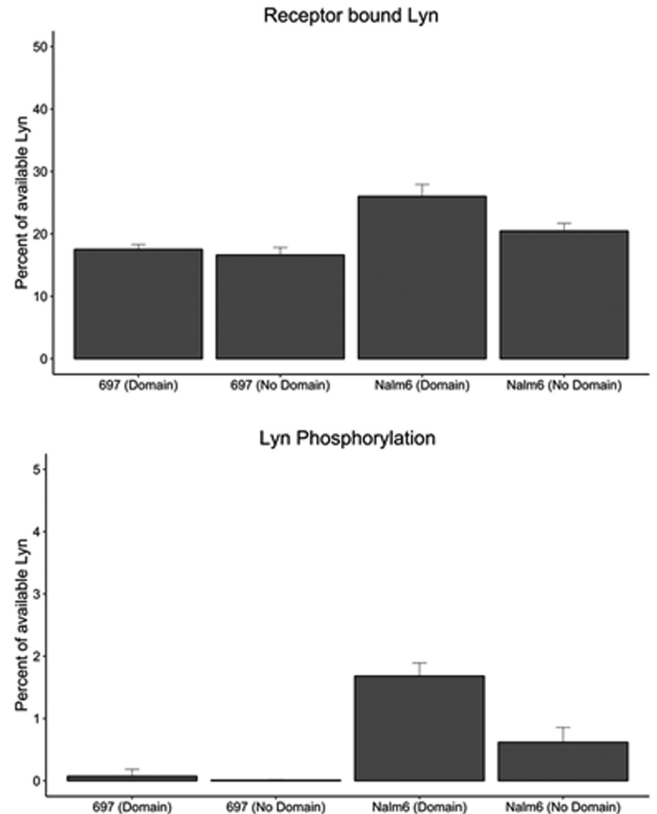 Receptor bound Lyn
Percent of available Lyn
50
40
30
20
10
0
697 (Domain) 697 (No Domain) Nalm6 (Domain) Nalm6 (No Domain)
Lyn Phosphorylation
Percent of available Lyn
5
4
3
2
1
0
697 (Domain) 697 (No Domain) Nalm6 (Domain) Nalm6 (No Domain)